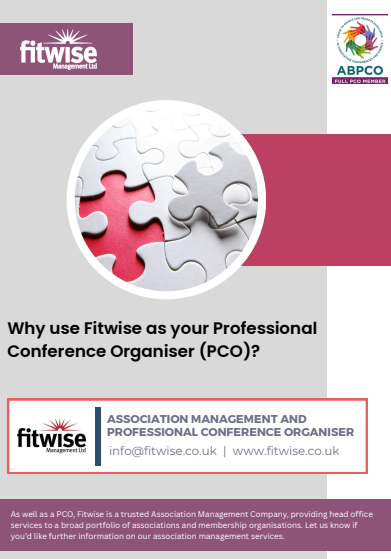 fitwise
Management Ltd
ABPCO
FULL PCO MEMBER
Why use Fitwise as your Professional
Conference Organiser (PCO)?
fitwise
Management Ltd
ASSOCIATION MANAGEMENT AND
PROFESSIONAL CONFERENCE ORGANISER
info@fitwise.co.uk | www.fitwise.co.uk
As well as a PCO, Fitwise is a trusted Association Management Company, providing head office
services to a broad portfolio of associations and membership organisations. Let us know if
you'd like further information on our association management services.